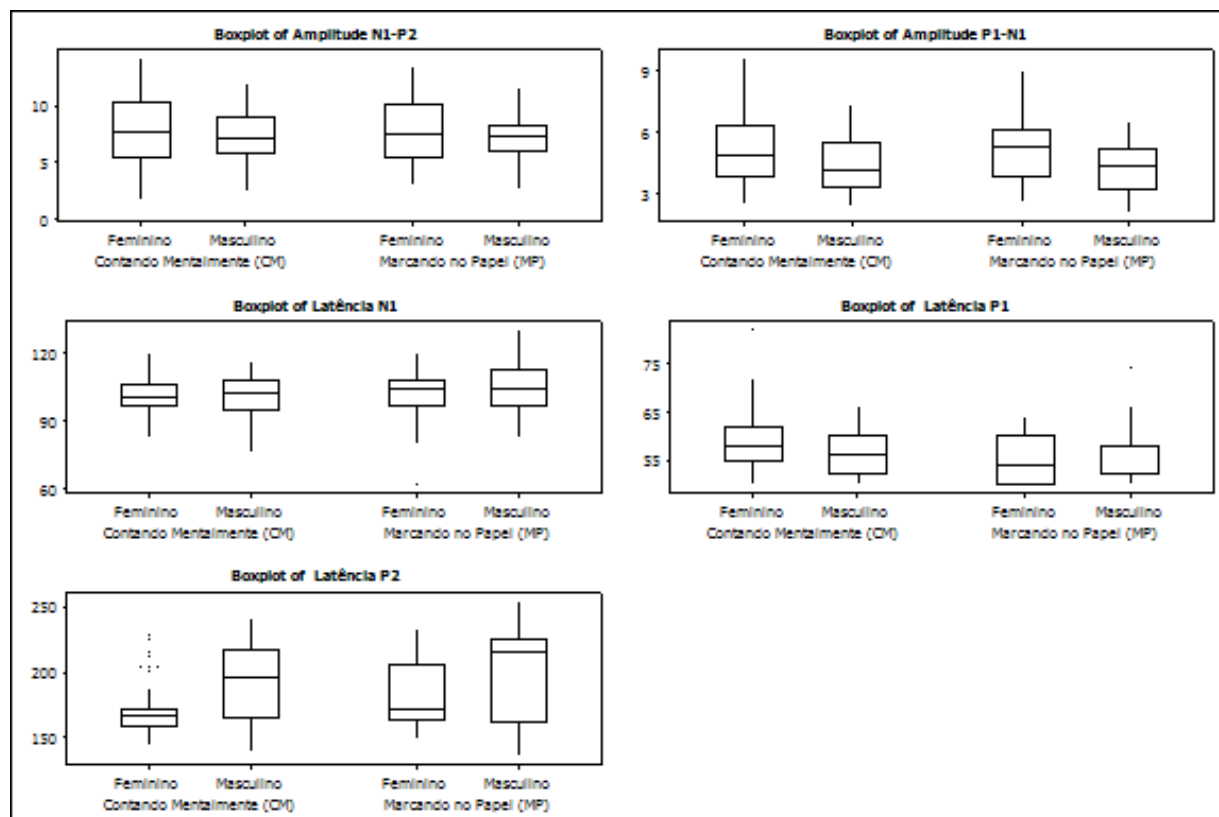 Boxplot of Amplitude N1-P2
10
5
0
Feminino Masculino Feminino Masculino
Contando Mentalmente (CM) Marcando no Papel (MP)
Boxplot of Amplitude P1-N1
9
6
3
Feminino Masculino Feminino Masculino
Contando Mentalmente (CM) Marcando no Papel (MP)
Boxplot of Latência N1
120
90
60
Feminino Masculino Feminino Masculino
Contando Mentalmente (CM) Marcando no Papel (MP)
Boxplot of Latência P1
75
65
55
Feminino Masculino Feminino Masculino
Contando Mentalmente (CM) Marcando no Papel (MP)
Boxplot of Latência P2
250
200
150
Feminino Masculino Feminino Masculino
Contando Mentalmente (CM) Marcando no Papel (MP)